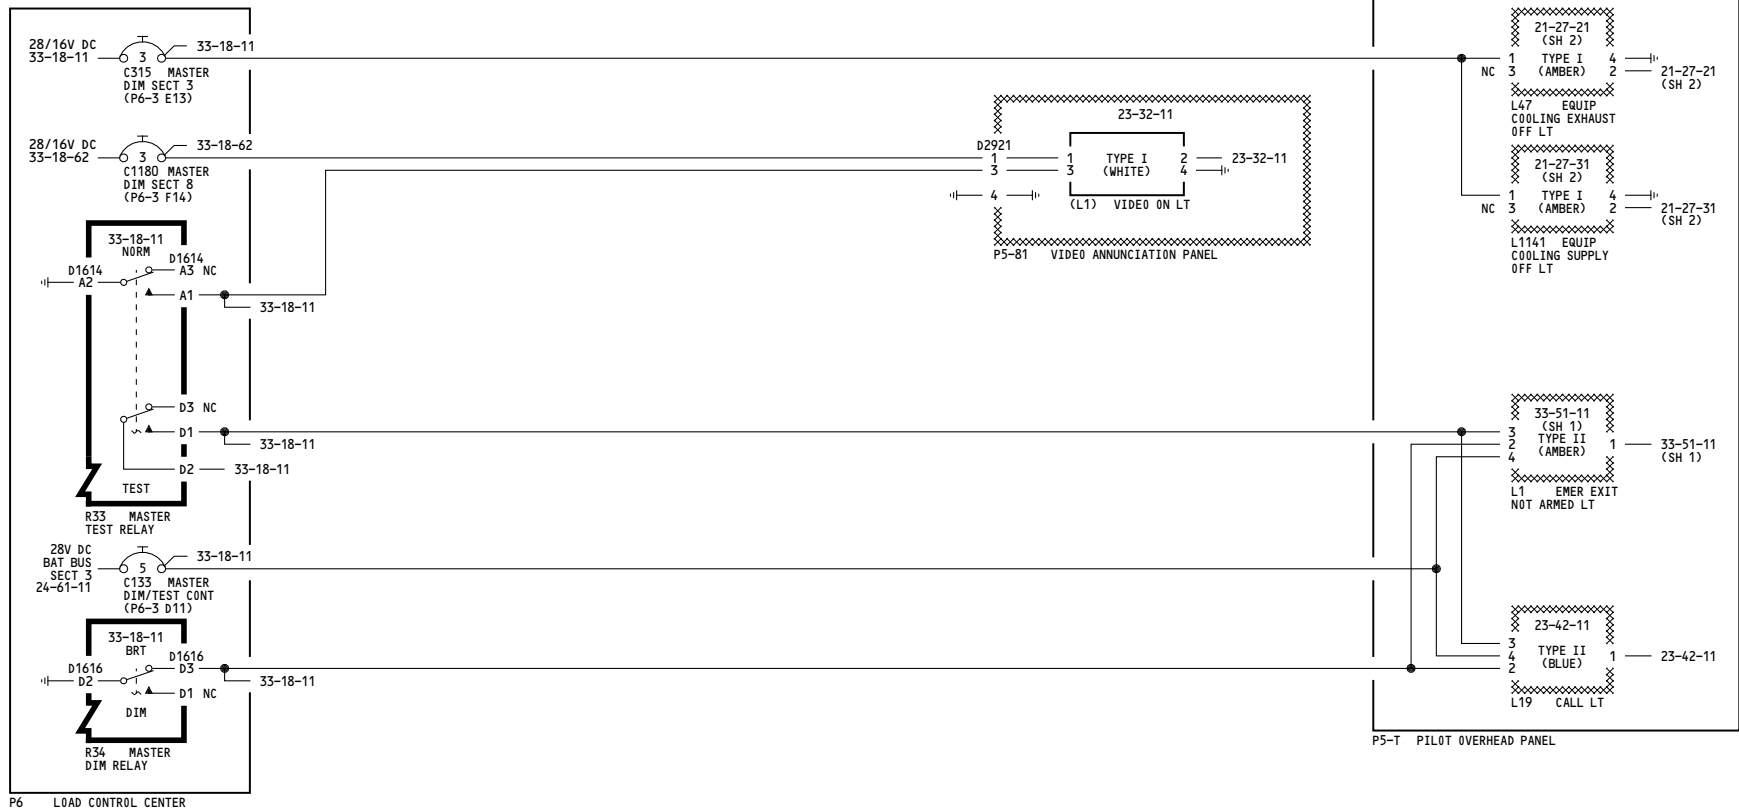 28/16V DC
33-18-11
3
33-18-11
C315 MASTER
DIM SECT 3
(P6-3 E13)
28/16V DC
33-18-62
3
33-18-62
C1180 MASTER
DIM SECT 8
(P6-3 F14)
33-18-11
NORM
D1614
A2
D1614
A3 NC
A1
33-18-11
D3 NC
D1
33-18-11
D2
33-18-11
TEST
R33 MASTER
TEST RELAY
28V DC
BAT BUS
SECT 3
24-61-11
5
33-18-11
C133 MASTER
DIM/TEST CONT
(P6-3 D11)
33-18-11
BRT
D1616
D2
D1616
D3
33-18-11
D1 NC
DIM
R34 MASTER
DIM RELAY
P6 LOAD CONTROL CENTER
23-32-11
D2921
1
3
4
1
3
TYPE I
(WHITE)
2
4
23-32-11
(L1) VIDEO ON LT
P5-81 VIDEO ANNUNCIATION PANEL
21-27-21
(SH 2)
1
NC 3
TYPE I
(AMBER)
4
2
21-27-21
(SH 2)
L47 EQUIP
COOLING EXHAUST
OFF LT
21-27-31
(SH 2)
1
NC 3
TYPE I
(AMBER)
4
2
21-27-31
(SH 2)
L1141 EQUIP
COOLING SUPPLY
OFF LT
33-51-11
(SH 1)
3
2
4
TYPE II
(AMBER)
1
33-51-11
(SH 1)
L1 EMER EXIT
NOT ARMED LT
23-42-11
3
4
2
TYPE II
(BLUE)
1
23-42-11
L19 CALL LT
P5-T PILOT OVERHEAD PANEL